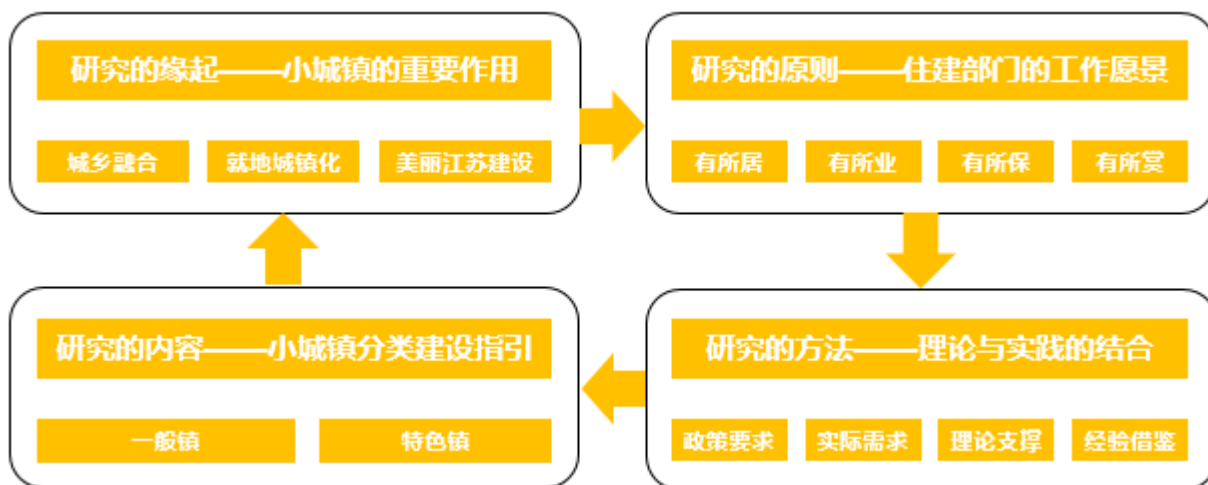 研究的缘起——小城镇的重要作用
城乡融合 就地城镇化 美丽江苏建设
研究的原则——住建部门的工作愿景
有所居 有所业 有所保 有所赏
研究的内容——小城镇分类建设指引
一般镇 特色镇
研究的方法——理论与实践的结合
政策要求 实际需求 理论支撑 经验借鉴